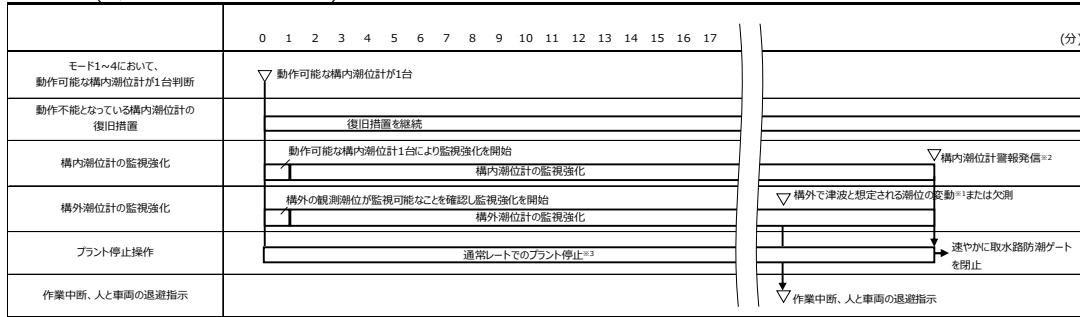 0 1 2 3 4 5 6 7 8 9 10 11 12 13 14 15 16 17 (分)
モード1~4において、
動作可能な構内潮位計が1台判断
▽動作可能な構内潮位計が1台
動作不能となっている構内潮位計の
復旧措置
復旧措置を継続
構内潮位計の監視強化
動作可能な構内潮位計1台により監視強化を開始
構内潮位計の監視強化
▽構内潮位計警報発信※2
構外潮位計の監視強化
構外の観測潮位が監視可能なことを確認し監視強化を開始
構外潮位計の監視強化
▽構外で津波と想定される潮位の変動※1または欠測
プラント停止操作
通常レートでのプラント停止※3
速やかに取水路防潮ゲート
を閉止
作業中断、人と車両の退避指示
▽作業中断、人と車両の退避指示